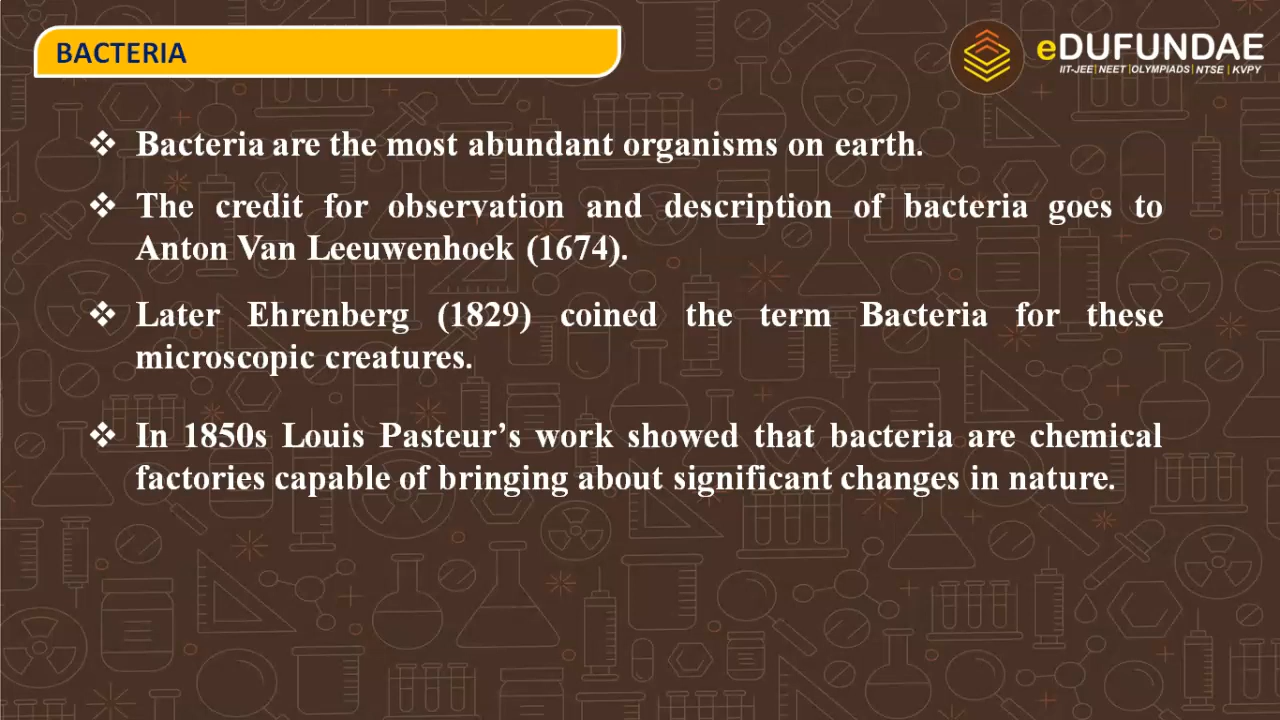 BACTERIA
eDUFUNDAE
IIT-JEE| NEET |OLYMPIADS| NTSE | KVPY
❖ Bacteria are the most abundant organisms on earth.
❖ The credit for observation and description of bacteria goes to
Anton Van Leeuwenhoek (1674).
❖ Later Ehrenberg (1829) coined the term Bacteria for these
microscopic creatures.
❖ In 1850s Louis Pasteur’s work showed that bacteria are chemical
factories capable of bringing about significant changes in nature.